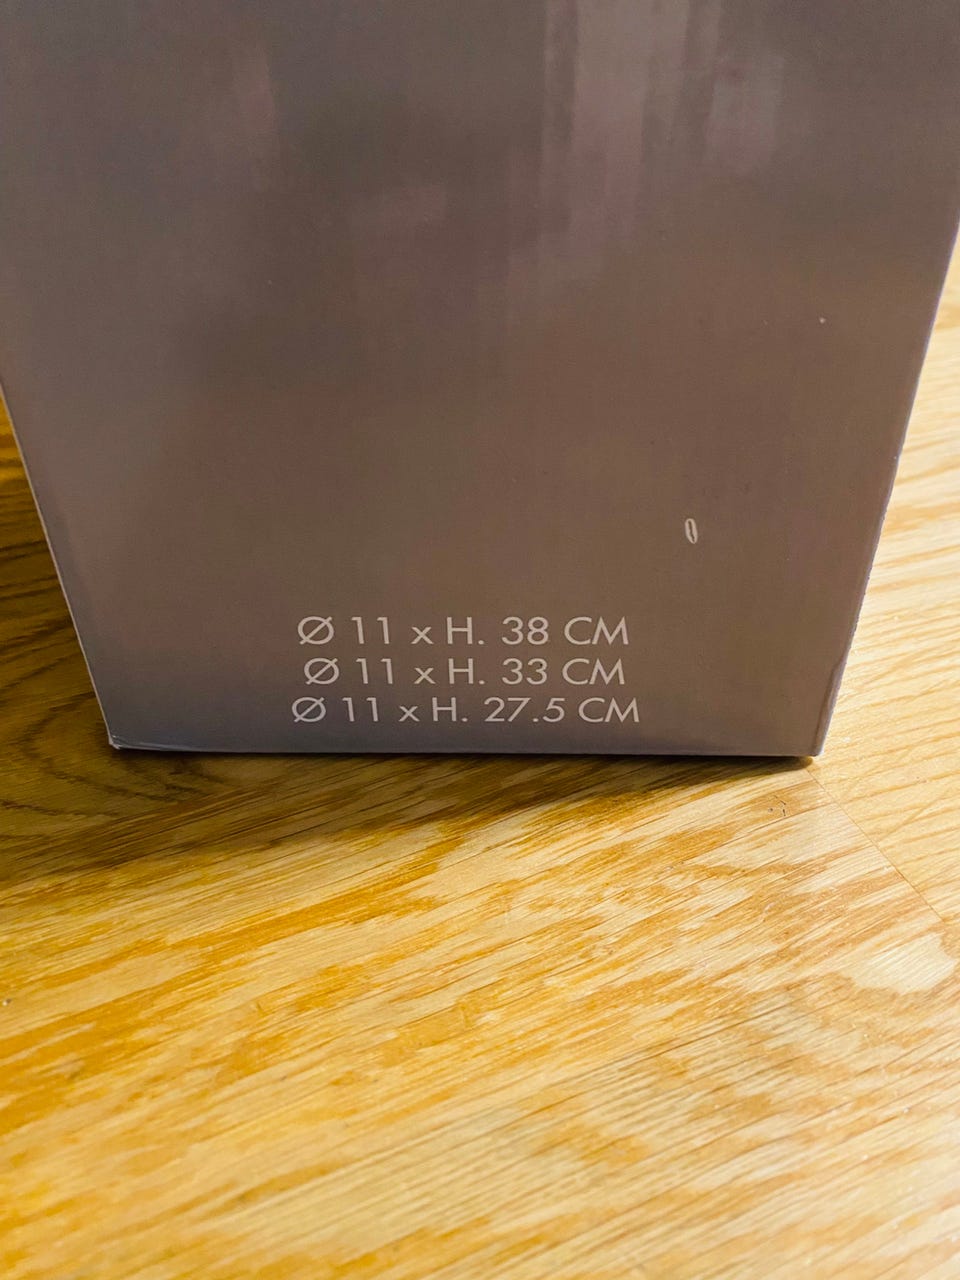 Ø 11 x H. 38 CM
Ø 11 x H. 33 CM
Ø 11 x H. 27.5 CM